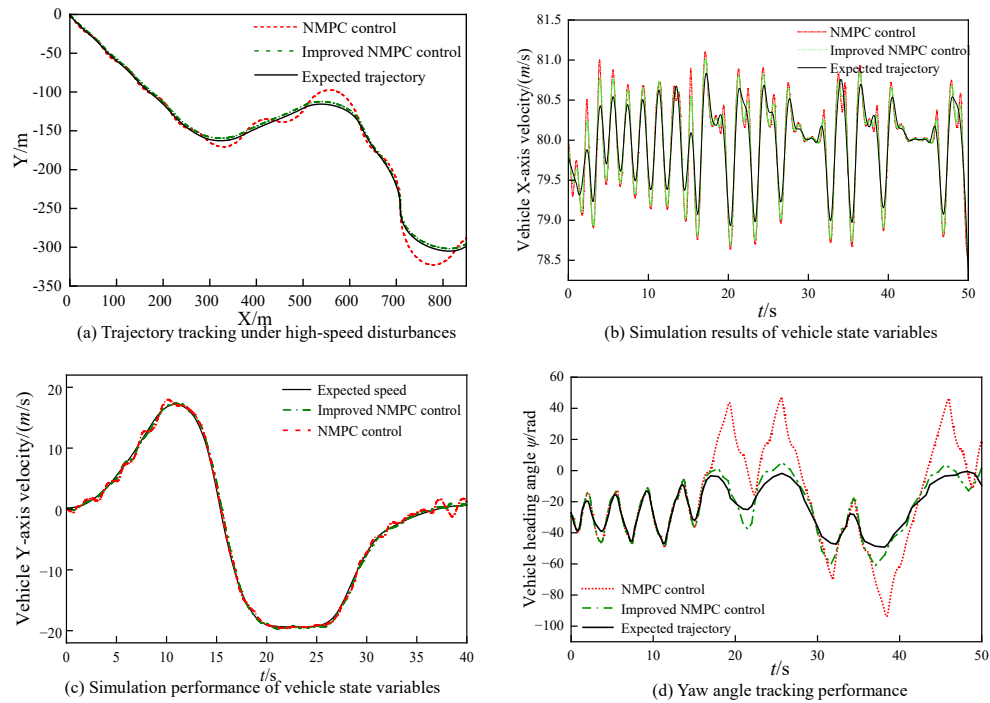 NMPC control
Improved NMPC control
Expected trajectory
0
-50
-100
-150
-200
-250
-300
-350
Y/m
0 100 200 300 400 500 600 700 800
X/m
(a) Trajectory tracking under high-speed disturbances
NMPC control
Improved NMPC control
Expected trajectory
81.5
81.0
80.5
80.0
79.5
79.0
78.5
Vehicle X-axis velocity/(m/s)
0 10 20 30 40 50
t/s
(b) Simulation results of vehicle state variables
Expected speed
Improved NMPC control
NMPC control
20
10
0
−10
−20
Vehicle Y-axis velocity/(m/s)
0 5 10 15 20 25 30 35 40
t/s
(c) Simulation performance of vehicle state variables
60
40
20
0
−20
−40
−60
−80
−100
Vehicle heading angle ψ/rad
NMPC control
Improved NMPC control
Expected trajectory
0 10 20 30 40 50
t/s
(d) Yaw angle tracking performance